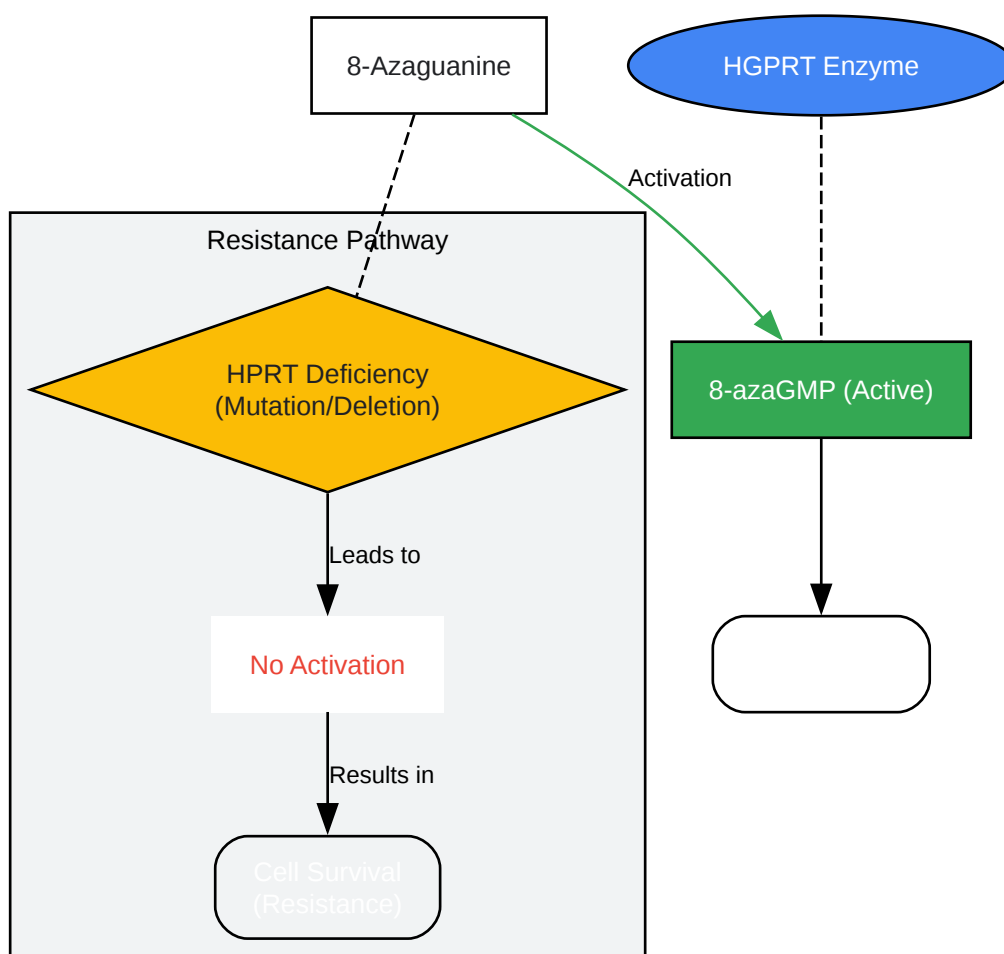 8-Azaguanine
HGPRT Enzyme
Activation
Resistance Pathway
HPRT Deficiency
(Mutation/Deletion)
8-azaGMP (Active)
Leads to
No Activation
Results in
Cell Survival
(Resistance)